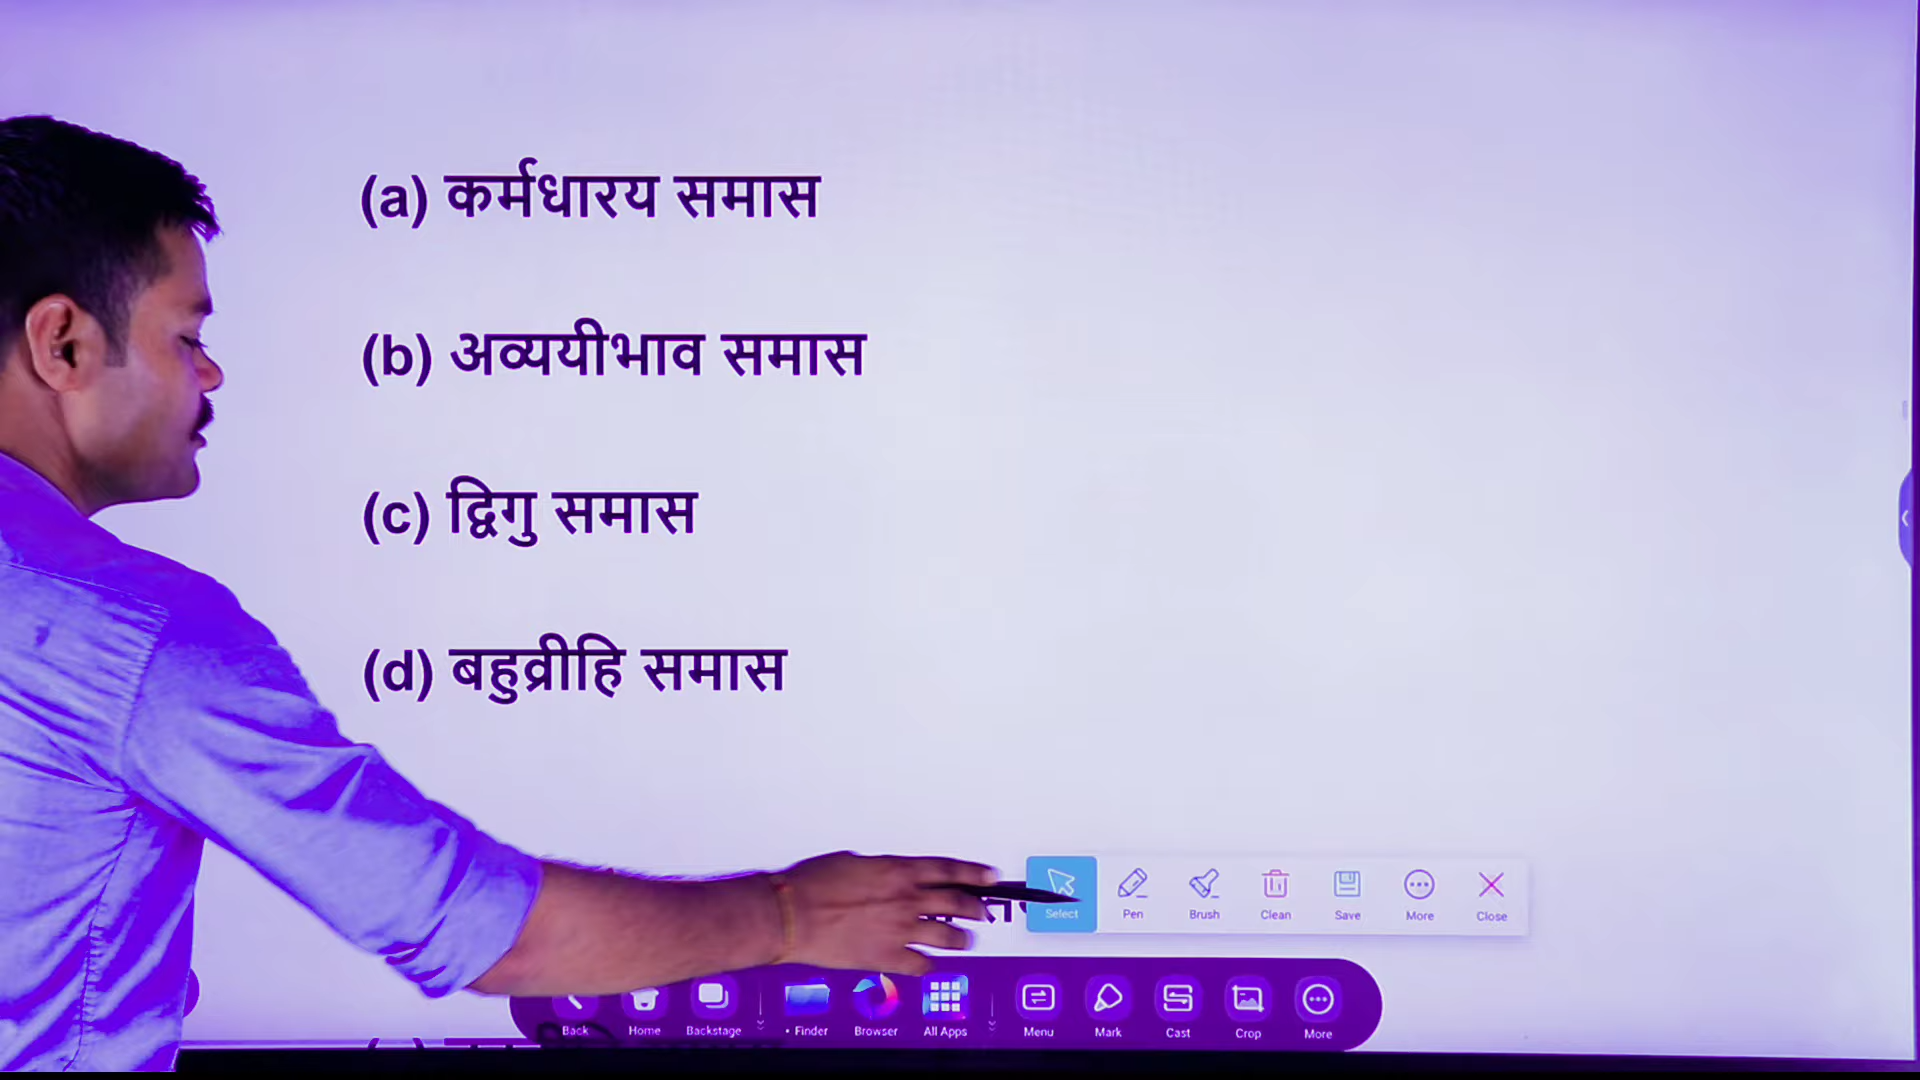 (a) कर्मधारय समास
(b) अव्ययीभाव समास
(c) द्विगु समास
(d) बहुव्रीहि समास
Select Pen Brush Clean Save More Close
Back Home Backstage • Finder Browser All Apps Menu Mark Cast Crop More